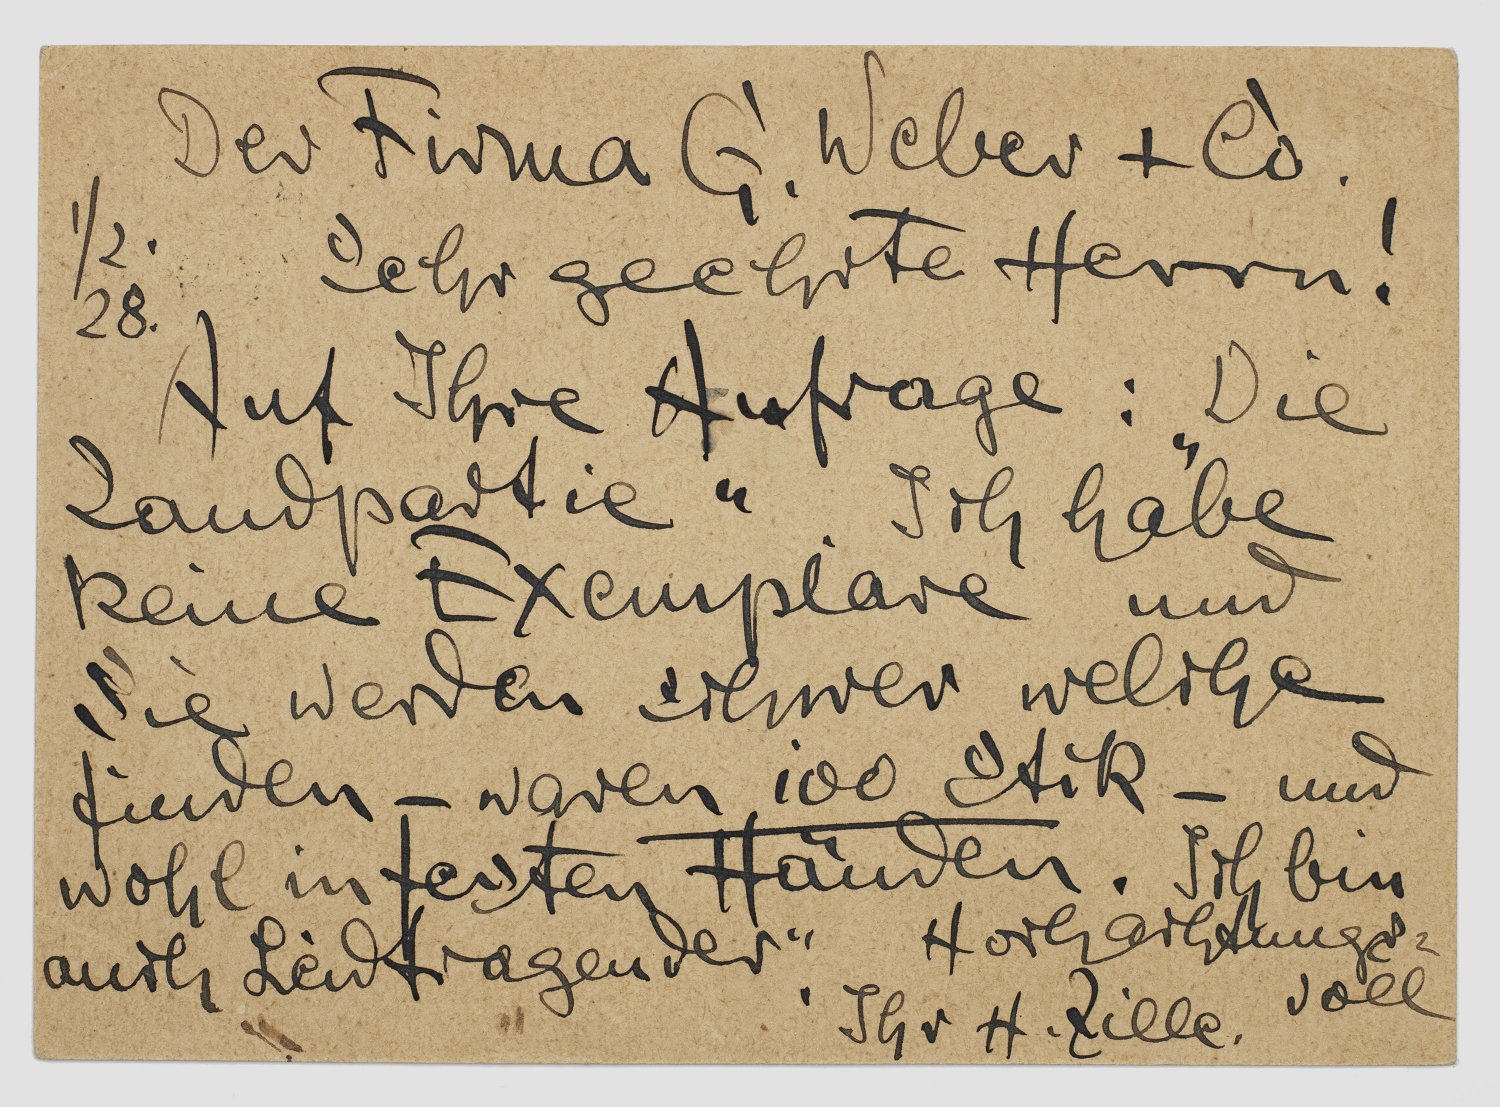 Der Firma G. Weber + Co.
1/2.
28.
Sehr geehrte Herrn!
Auf Ihre Anfrage: „Die
Landpartie“. Ich habe
keine Exemplare und
Sie werden schwer welche
finden – waren 100 Stik – und
wohl in festen Händen. Ich bin
auch Leidtragender“ Hochachtungs=
voll
Ihr H. Zille.